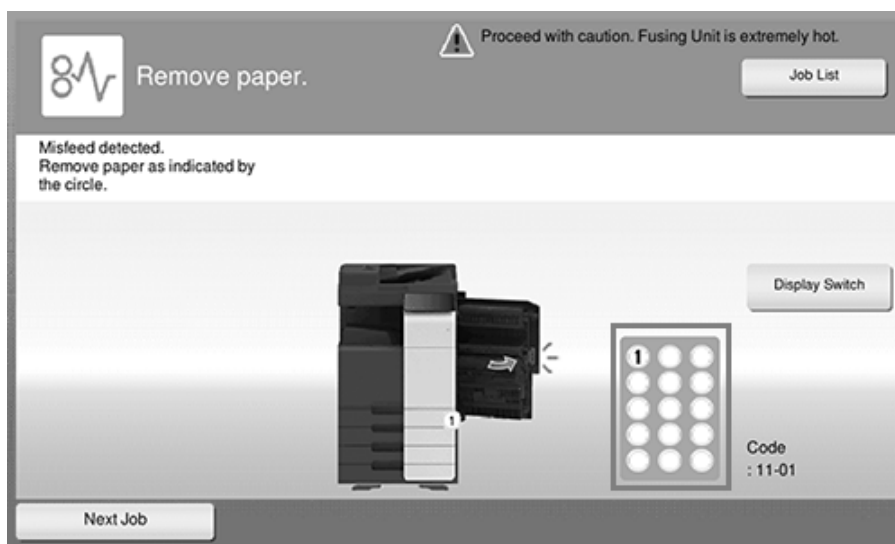 Proceed with caution. Fusing Unit is extremely hot.
Remove paper.
Job List
Misfeed detected.
Remove paper as indicated by
the circle.
Display Switch
1
1
Code
: 11-01
Next Job